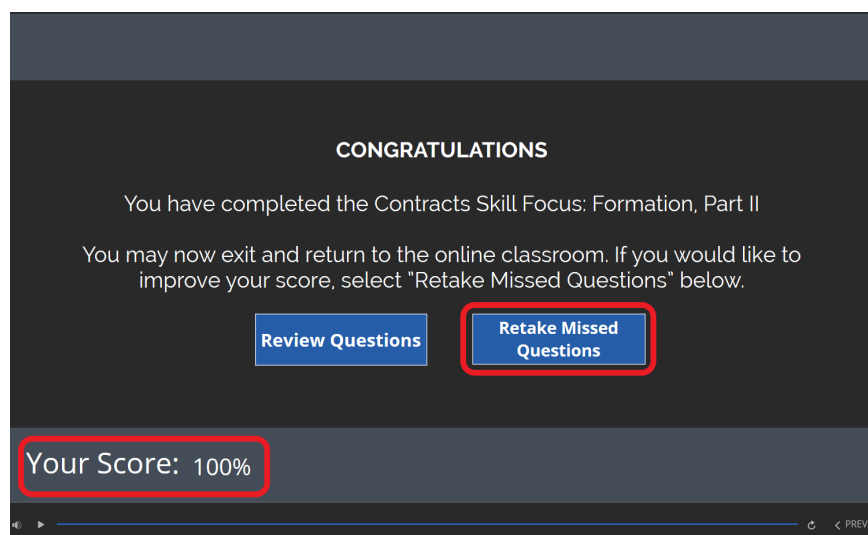 CONGRATULATIONS
You have completed the Contracts Skill Focus: Formation, Part II
You may now exit and return to the online classroom. If you would like to
improve your score, select "Retake Missed Questions" below.
Review Questions
Retake Missed
Questions
Your Score: 100%
PREV